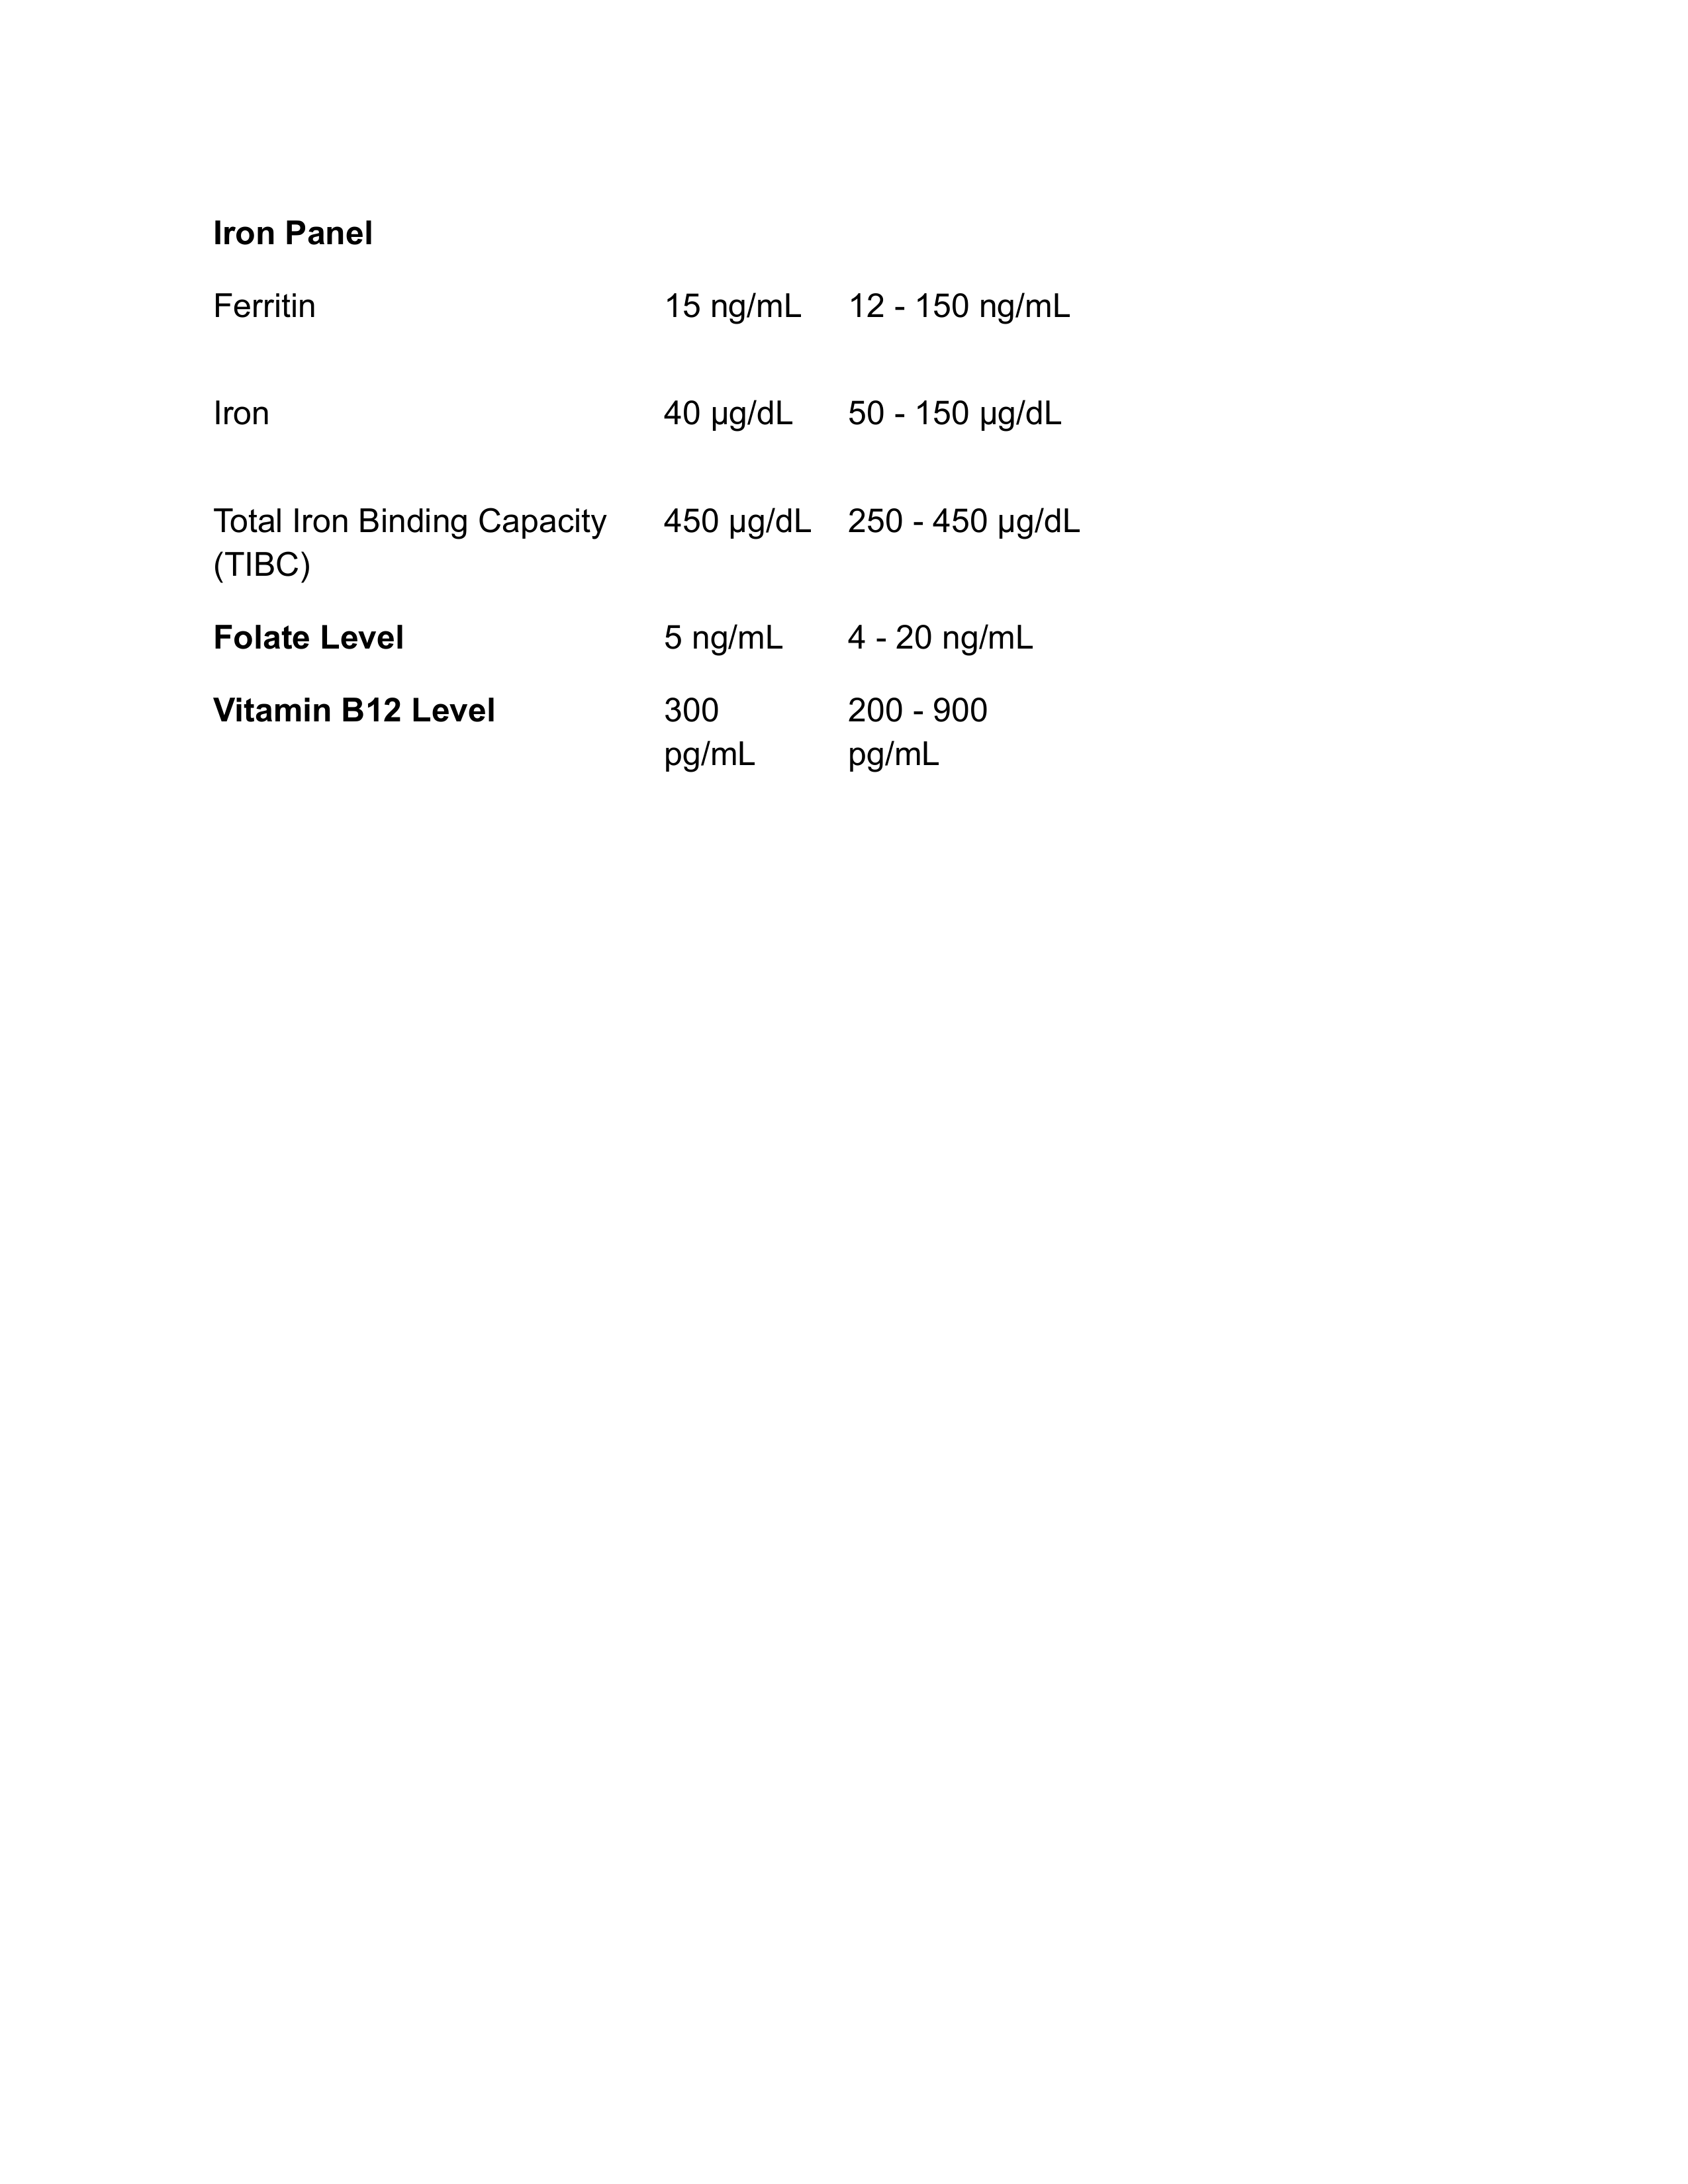 Iron Panel
Ferritin 15 ng/mL 12 - 150 ng/mL
Iron 40 µg/dL 50 - 150 µg/dL
Total Iron Binding Capacity 450 µg/dL 250 - 450 µg/dL
(TIBC)
Folate Level 5 ng/mL 4 - 20 ng/mL
Vitamin B12 Level 300 200 - 900
pg/mL pg/mL